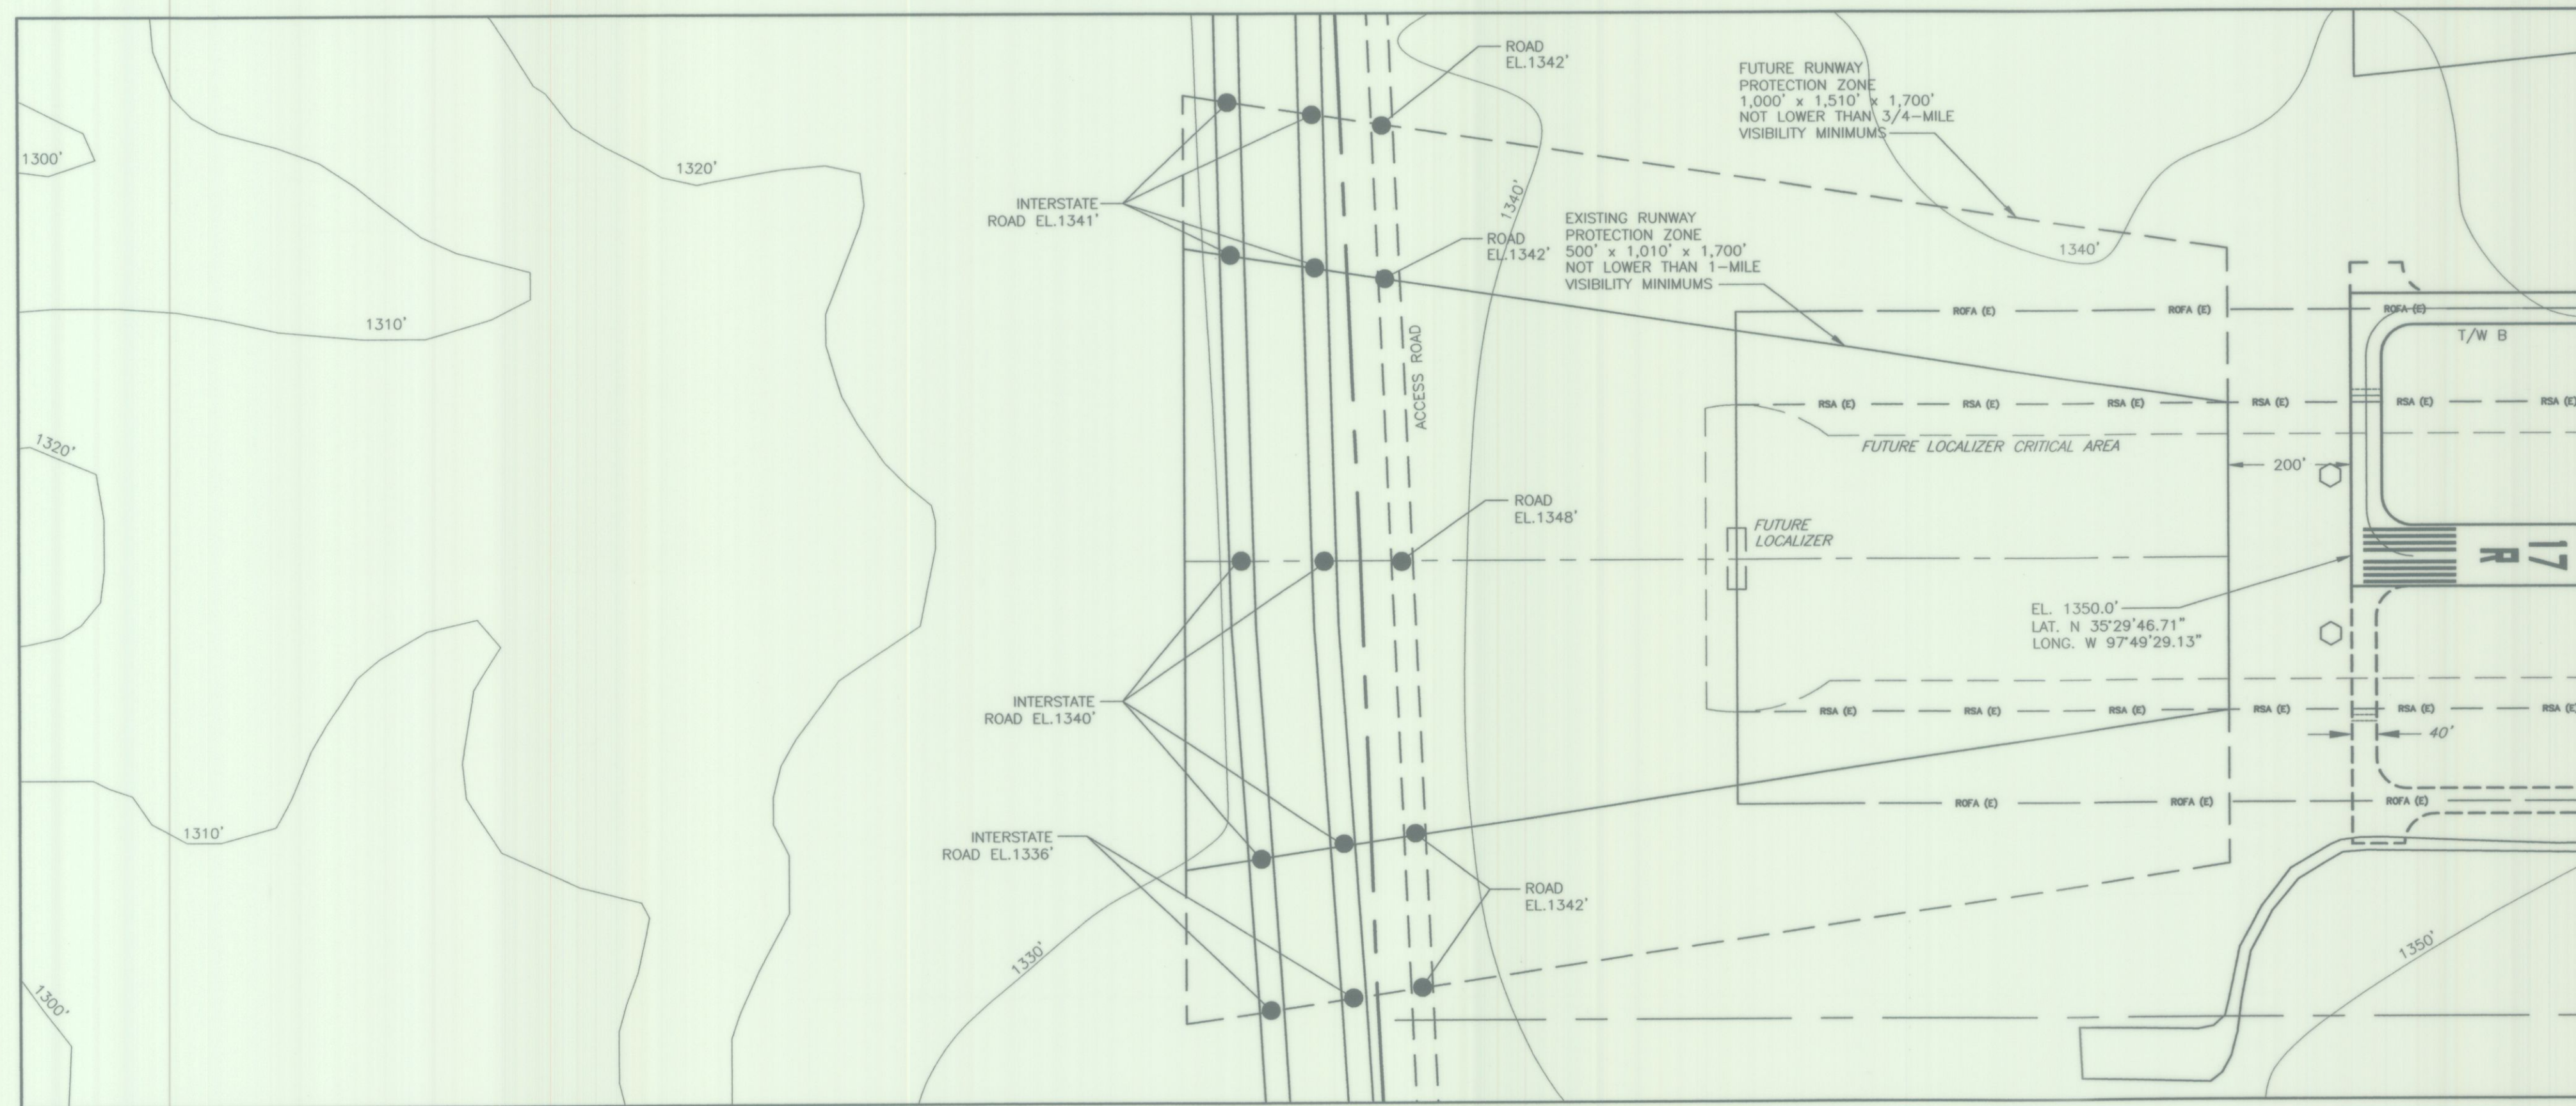 ROAD
EL.1342'
FUTURE RUNWAY
PROTECTION ZONE
1,000' x 1,510' x 1,700'
NOT LOWER THAN 3/4-MILE
VISIBILITY MINIMUMS
1300'
1320'
INTERSTATE
ROAD EL.1341'
1340'
EXISTING RUNWAY
PROTECTION ZONE
500' x 1,010' x 1,700'
NOT LOWER THAN 1-MILE
VISIBILITY MINIMUMS
ROAD
EL.1342'
1340'
1310'
ROFA (E) ROFA (E) ROFA (E)
T/W B
ACCESS ROAD
RSA (E) RSA (E) RSA (E) RSA (E) RSA (E) RSA (E)
1320'
FUTURE LOCALIZER CRITICAL AREA
200'
ROAD
EL.1348'
FUTURE
LOCALIZER
17
R
EL. 1350.0'
LAT. N 35°29'46.71"
LONG. W 97°49'29.13"
INTERSTATE
ROAD EL.1340'
RSA (E) RSA (E) RSA (E) RSA (E) RSA (E) RSA (E)
40'
ROFA (E) ROFA (E) ROFA (E)
1310'
INTERSTATE
ROAD EL.1336'
ROAD
EL.1342'
1330'
1350'
1300'